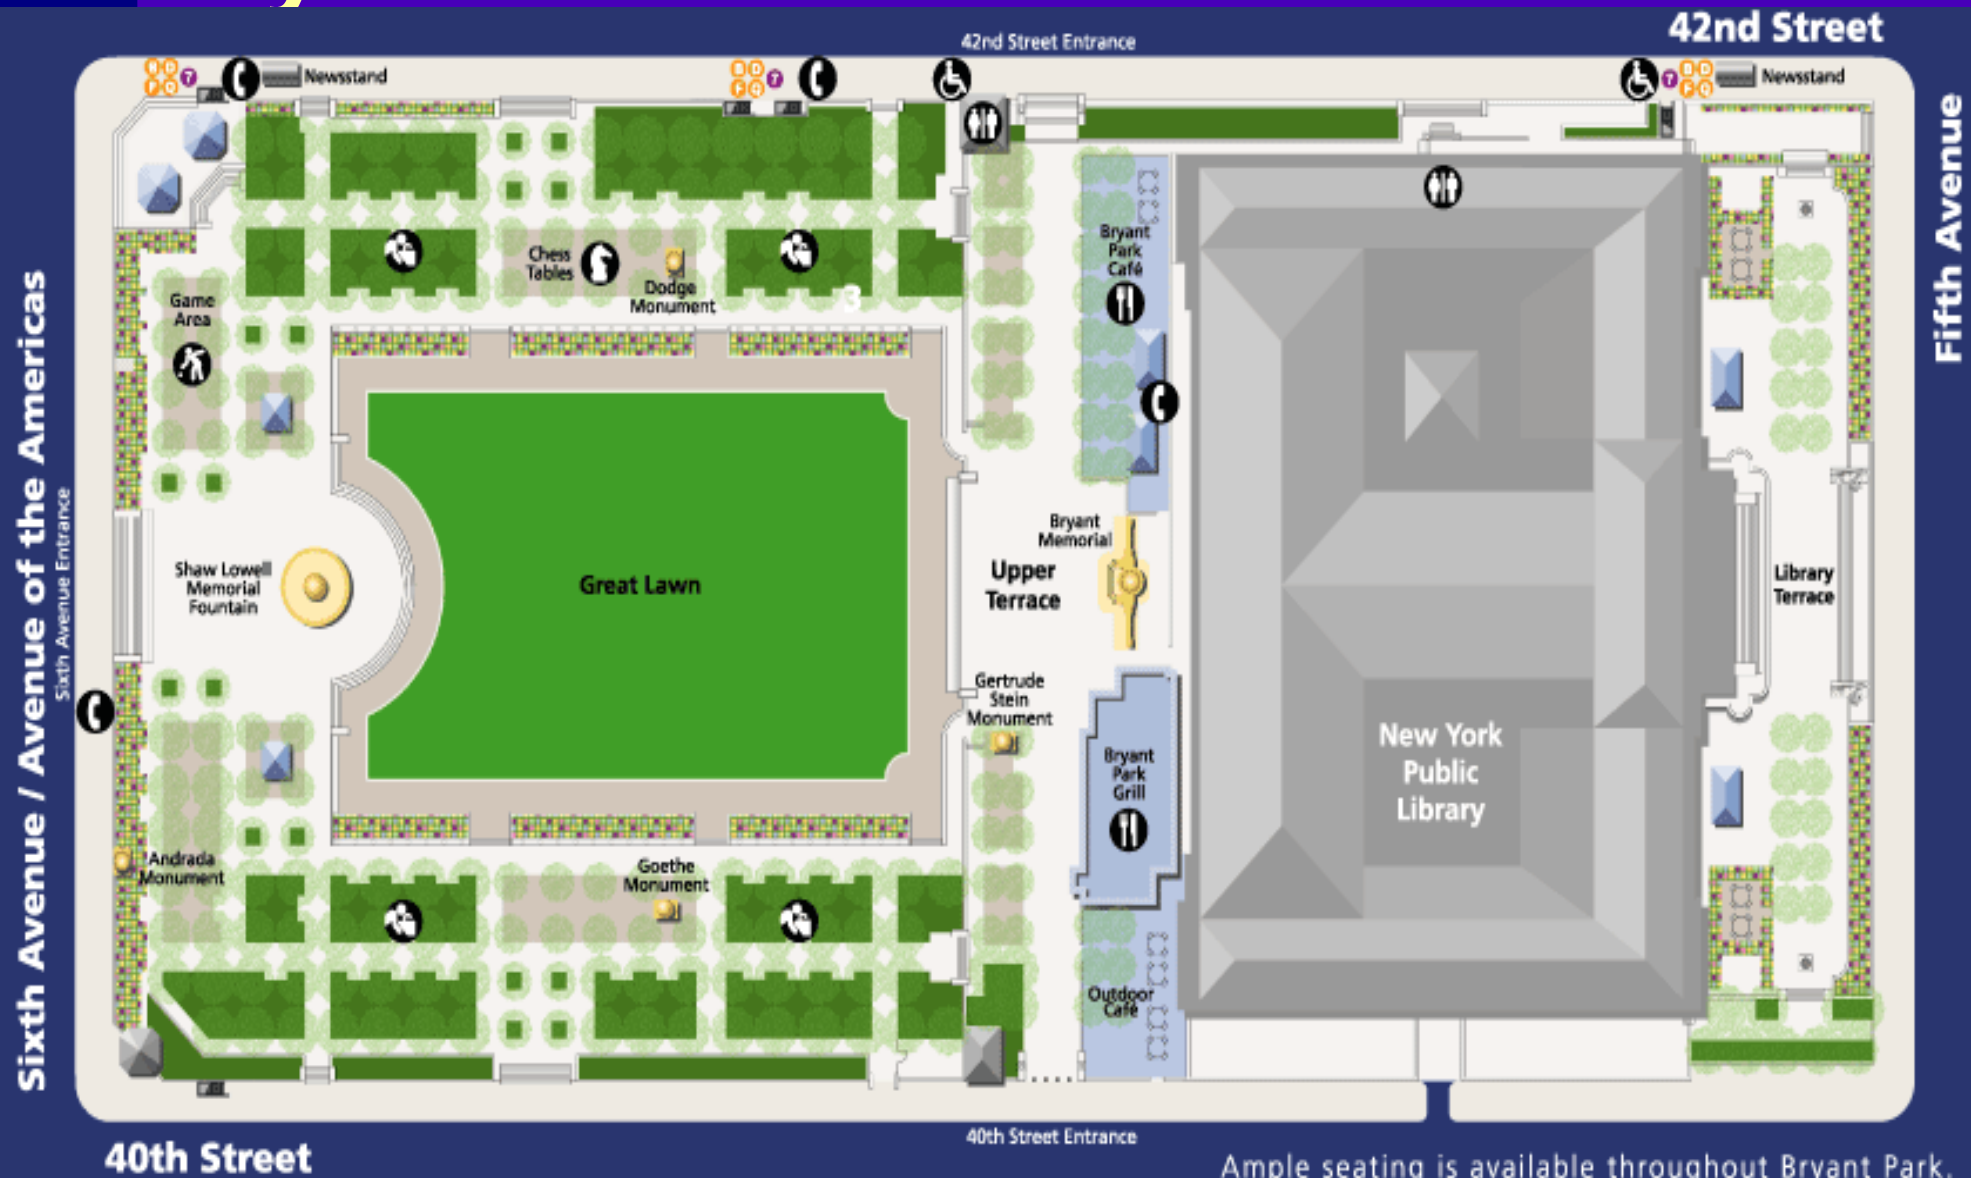 42nd Street
42nd Street Entrance
Newsstand
Newsstand
Fifth Avenue
Sixth Avenue / Avenue of the Americas
Sixth Avenue Entrance
Chess
Tables
Dodge
Monument
3
Game
Area
Bryant
Park
Café
Shaw Lowell
Memorial
Fountain
Great Lawn
Bryant
Memorial
Upper
Terrace
Library
Terrace
Gertrude
Stein
Monument
Bryant
Park
Grill
New York
Public
Library
Andrada
Monument
Goethe
Monument
Outdoor
Café
40th Street Entrance
40th Street
Ample seating is available throughout Bryant Park.